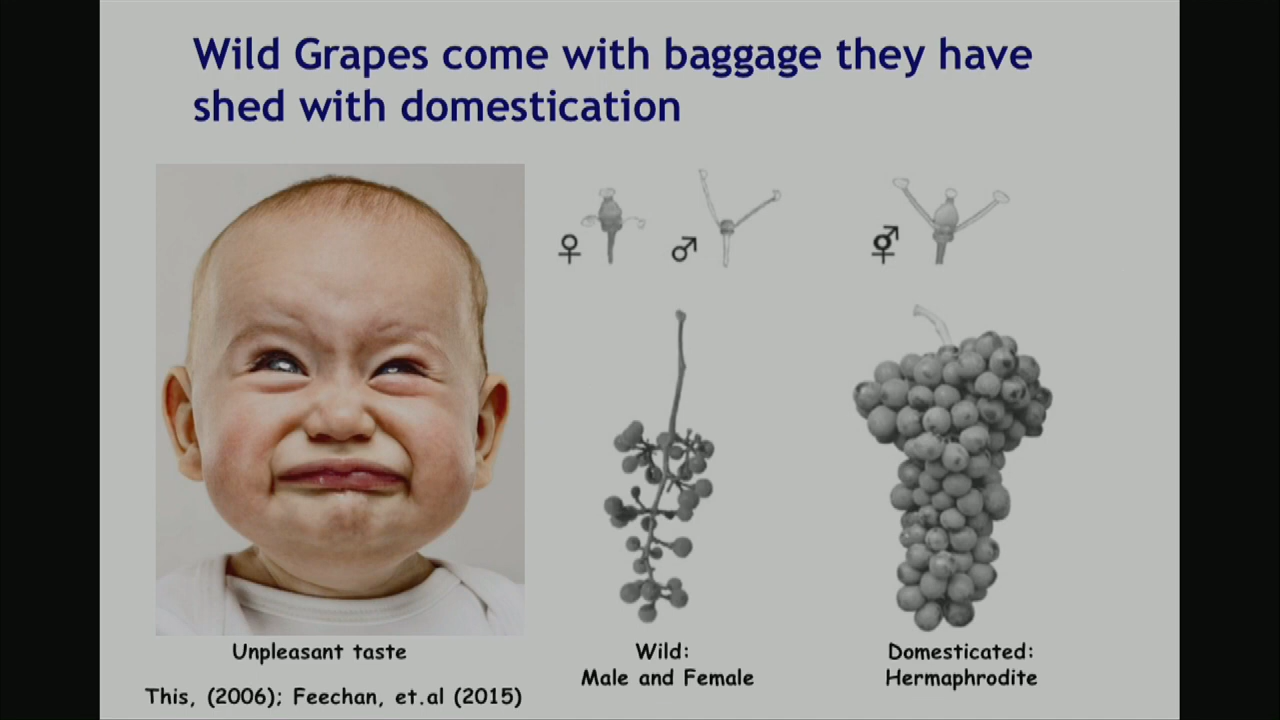 Wild Grapes come with baggage they have
shed with domestication
♀
♂
⚥
Unpleasant taste
This, (2006); Feechan, et.al (2015)
Wild:
Male and Female
Domesticated:
Hermaphrodite